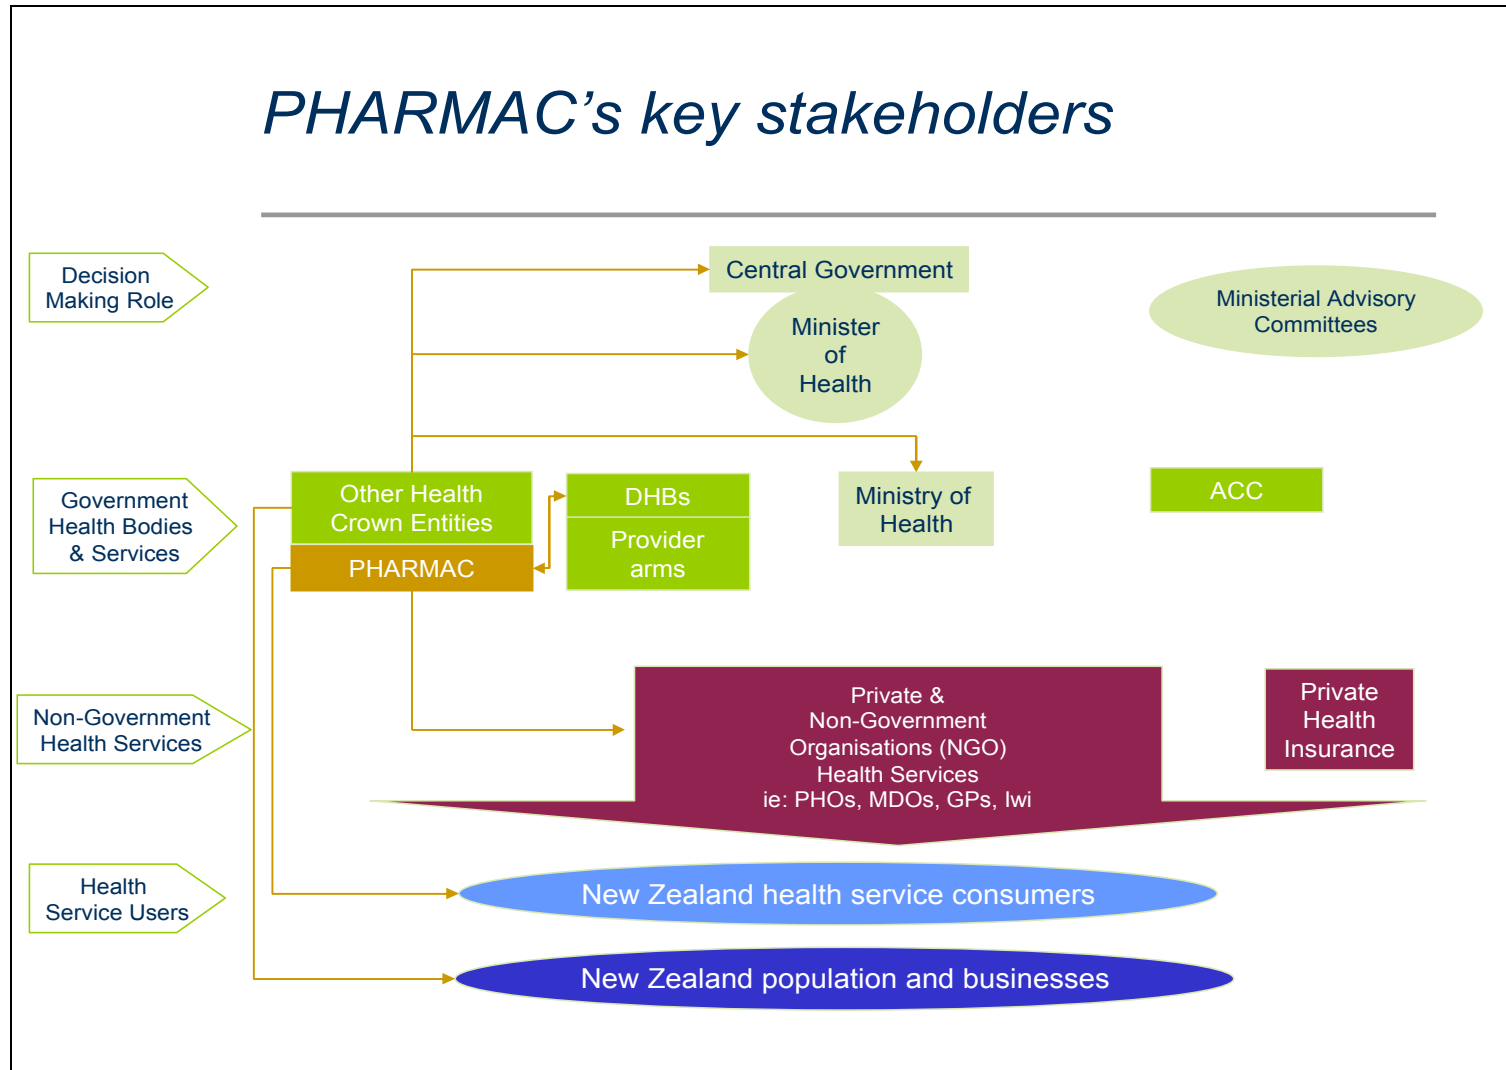 PHARMAC's key stakeholders
Decision
Making Role
Central Government
Minister
of
Health
Ministerial Advisory
Committees
Government
Health Bodies
& Services
Other Health
Crown Entities
PHARMAC
DHBs
Provider
arms
Ministry of
Health
ACC
Non-Government
Health Services
Private &
Non-Government
Organisations (NGO)
Health Services
ie: PHOs, MDOs, GPs, Iwi
Private
Health
Insurance
Health
Service Users
New Zealand health service consumers
New Zealand population and businesses